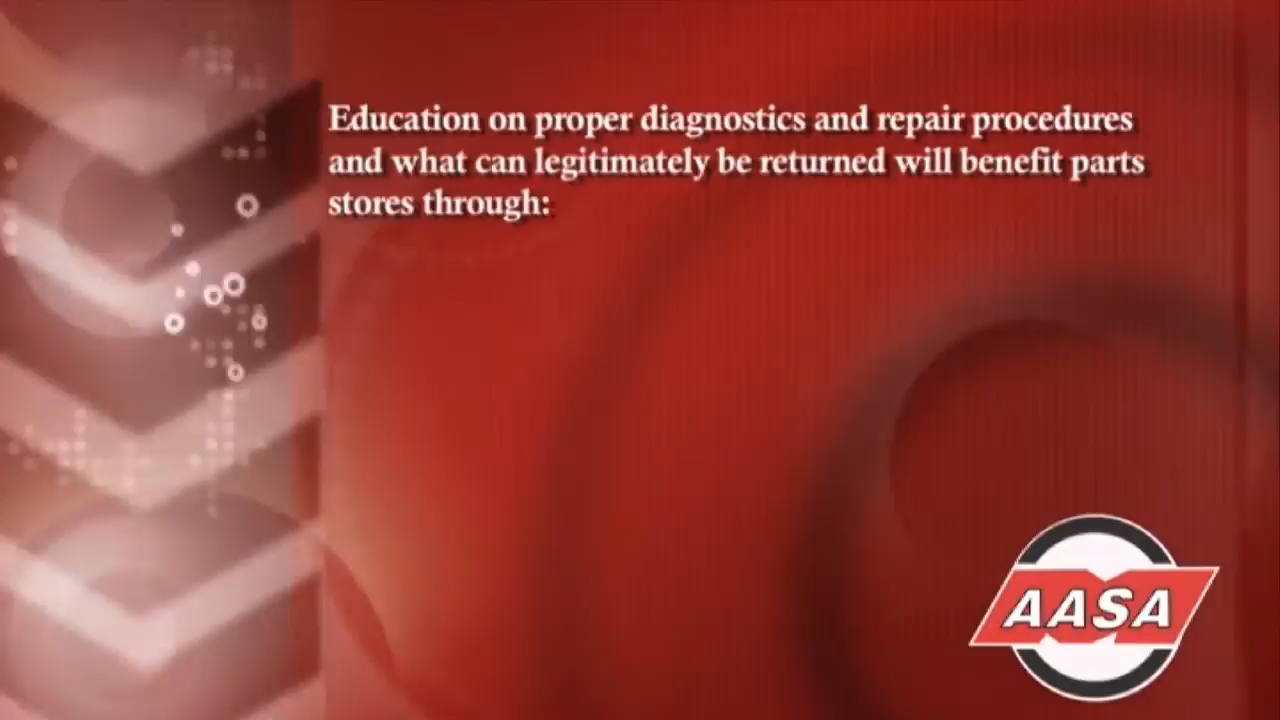 Education on proper diagnostics and repair procedures
and what can legitimately be returned will benefit parts
stores through:
AASA